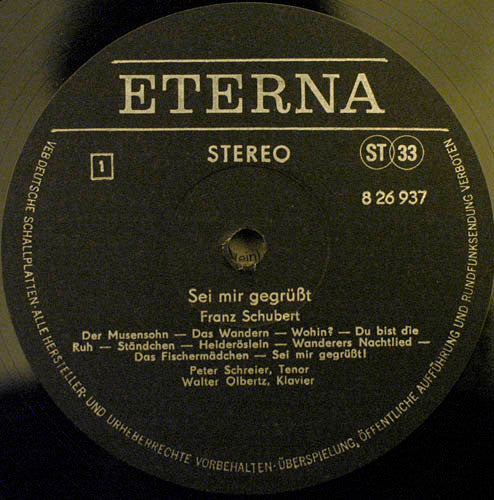 ETERNA
1
STEREO
ST 33
8 26 937
Sei mir gegrüßt
Franz Schubert
Der Musensohn — Das Wandern — Wohin? — Du bist die
Ruh — Ständchen — Heideröslein — Wanderers Nachtlied —
Das Fischermädchen — Sei mir gegrüßt!
Peter Schreier, Tenor
Walter Olbertz, Klavier
VEB DEUTSCHE SCHALLPLATTEN · ALLE HERSTELLER- UND URHEBERRECHTE VORBEHALTEN · ÜBERSPIELUNG, ÖFFENTLICHE AUFFÜHRUNG UND RUNDFUNKSENDUNG VERBOTEN